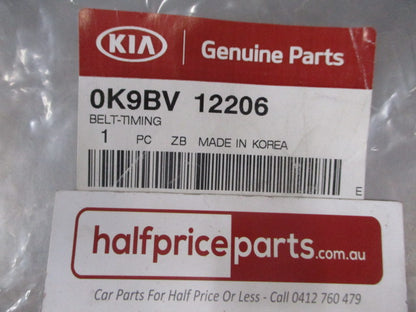 KIA Genuine Parts
0K9BV 12206
BELT-TIMING
1 PC ZB MADE IN KOREA
E
halfpriceparts.com.au
Car Parts For Half Price Or Less - Call 0412 760 479